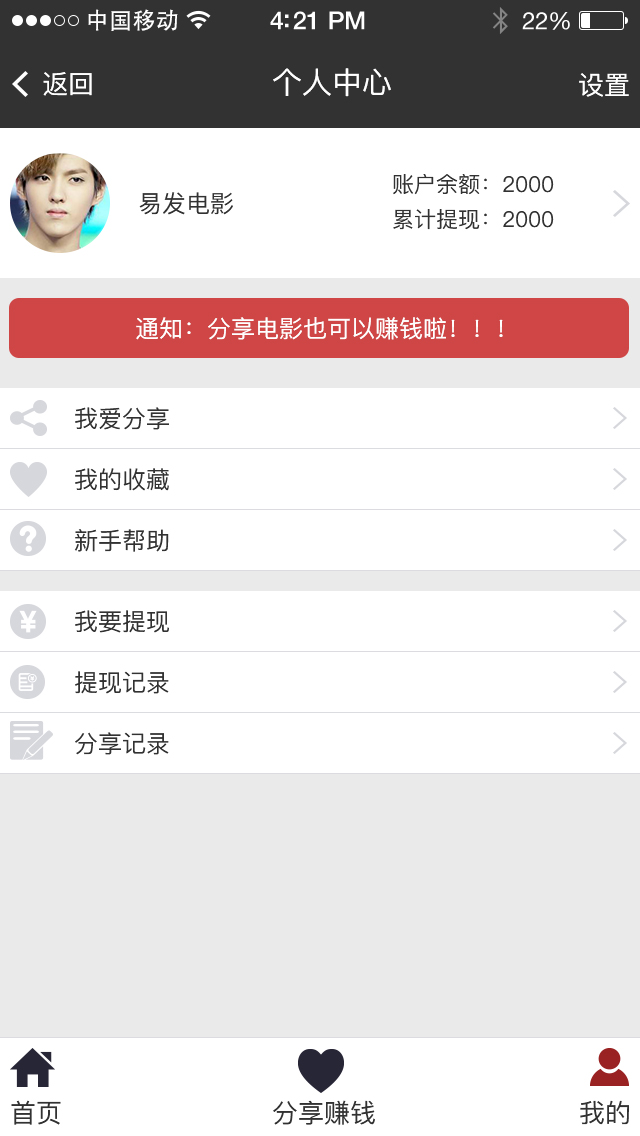 中国移动 4:21 PM 22%
返回 个人中心 设置
易发电影
账户余额：2000
累计提现：2000
通知：分享电影也可以赚钱啦！！！
我爱分享
我的收藏
新手帮助
¥ 我要提现
提现记录
分享记录
首页 分享赚钱 我的